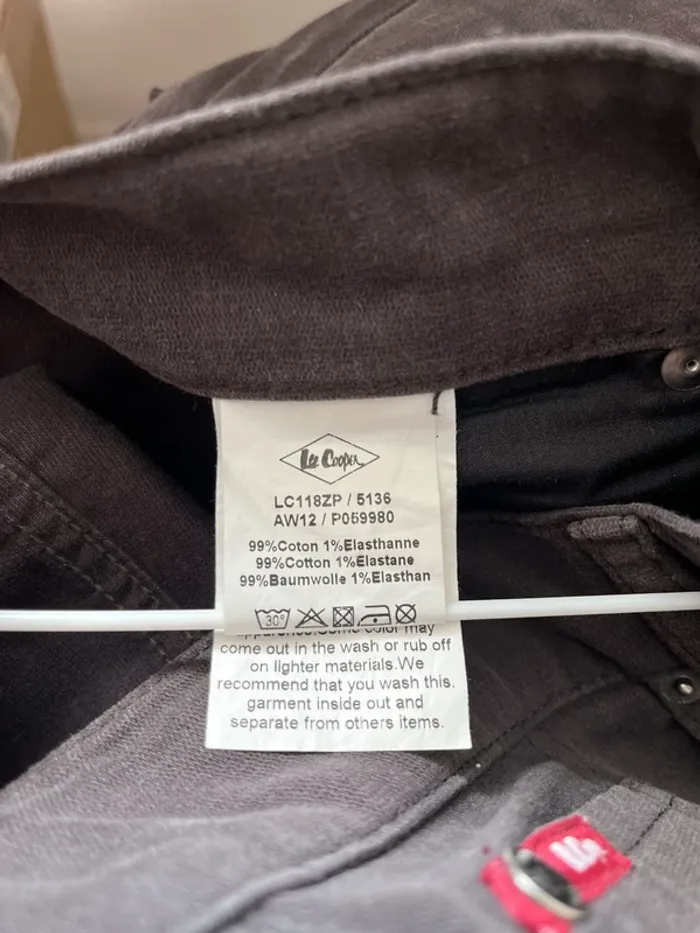 Lee Cooper
LC118ZP / 5136
AW12 / P059980
99%Coton 1%Elasthanne
99%Cotton 1%Elastane
99%Baumwolle 1%Elasthan
30°
color may
come out in the wash or rub off
on lighter materials.We
recommend that you wash this.
garment inside out and
separate from others items.